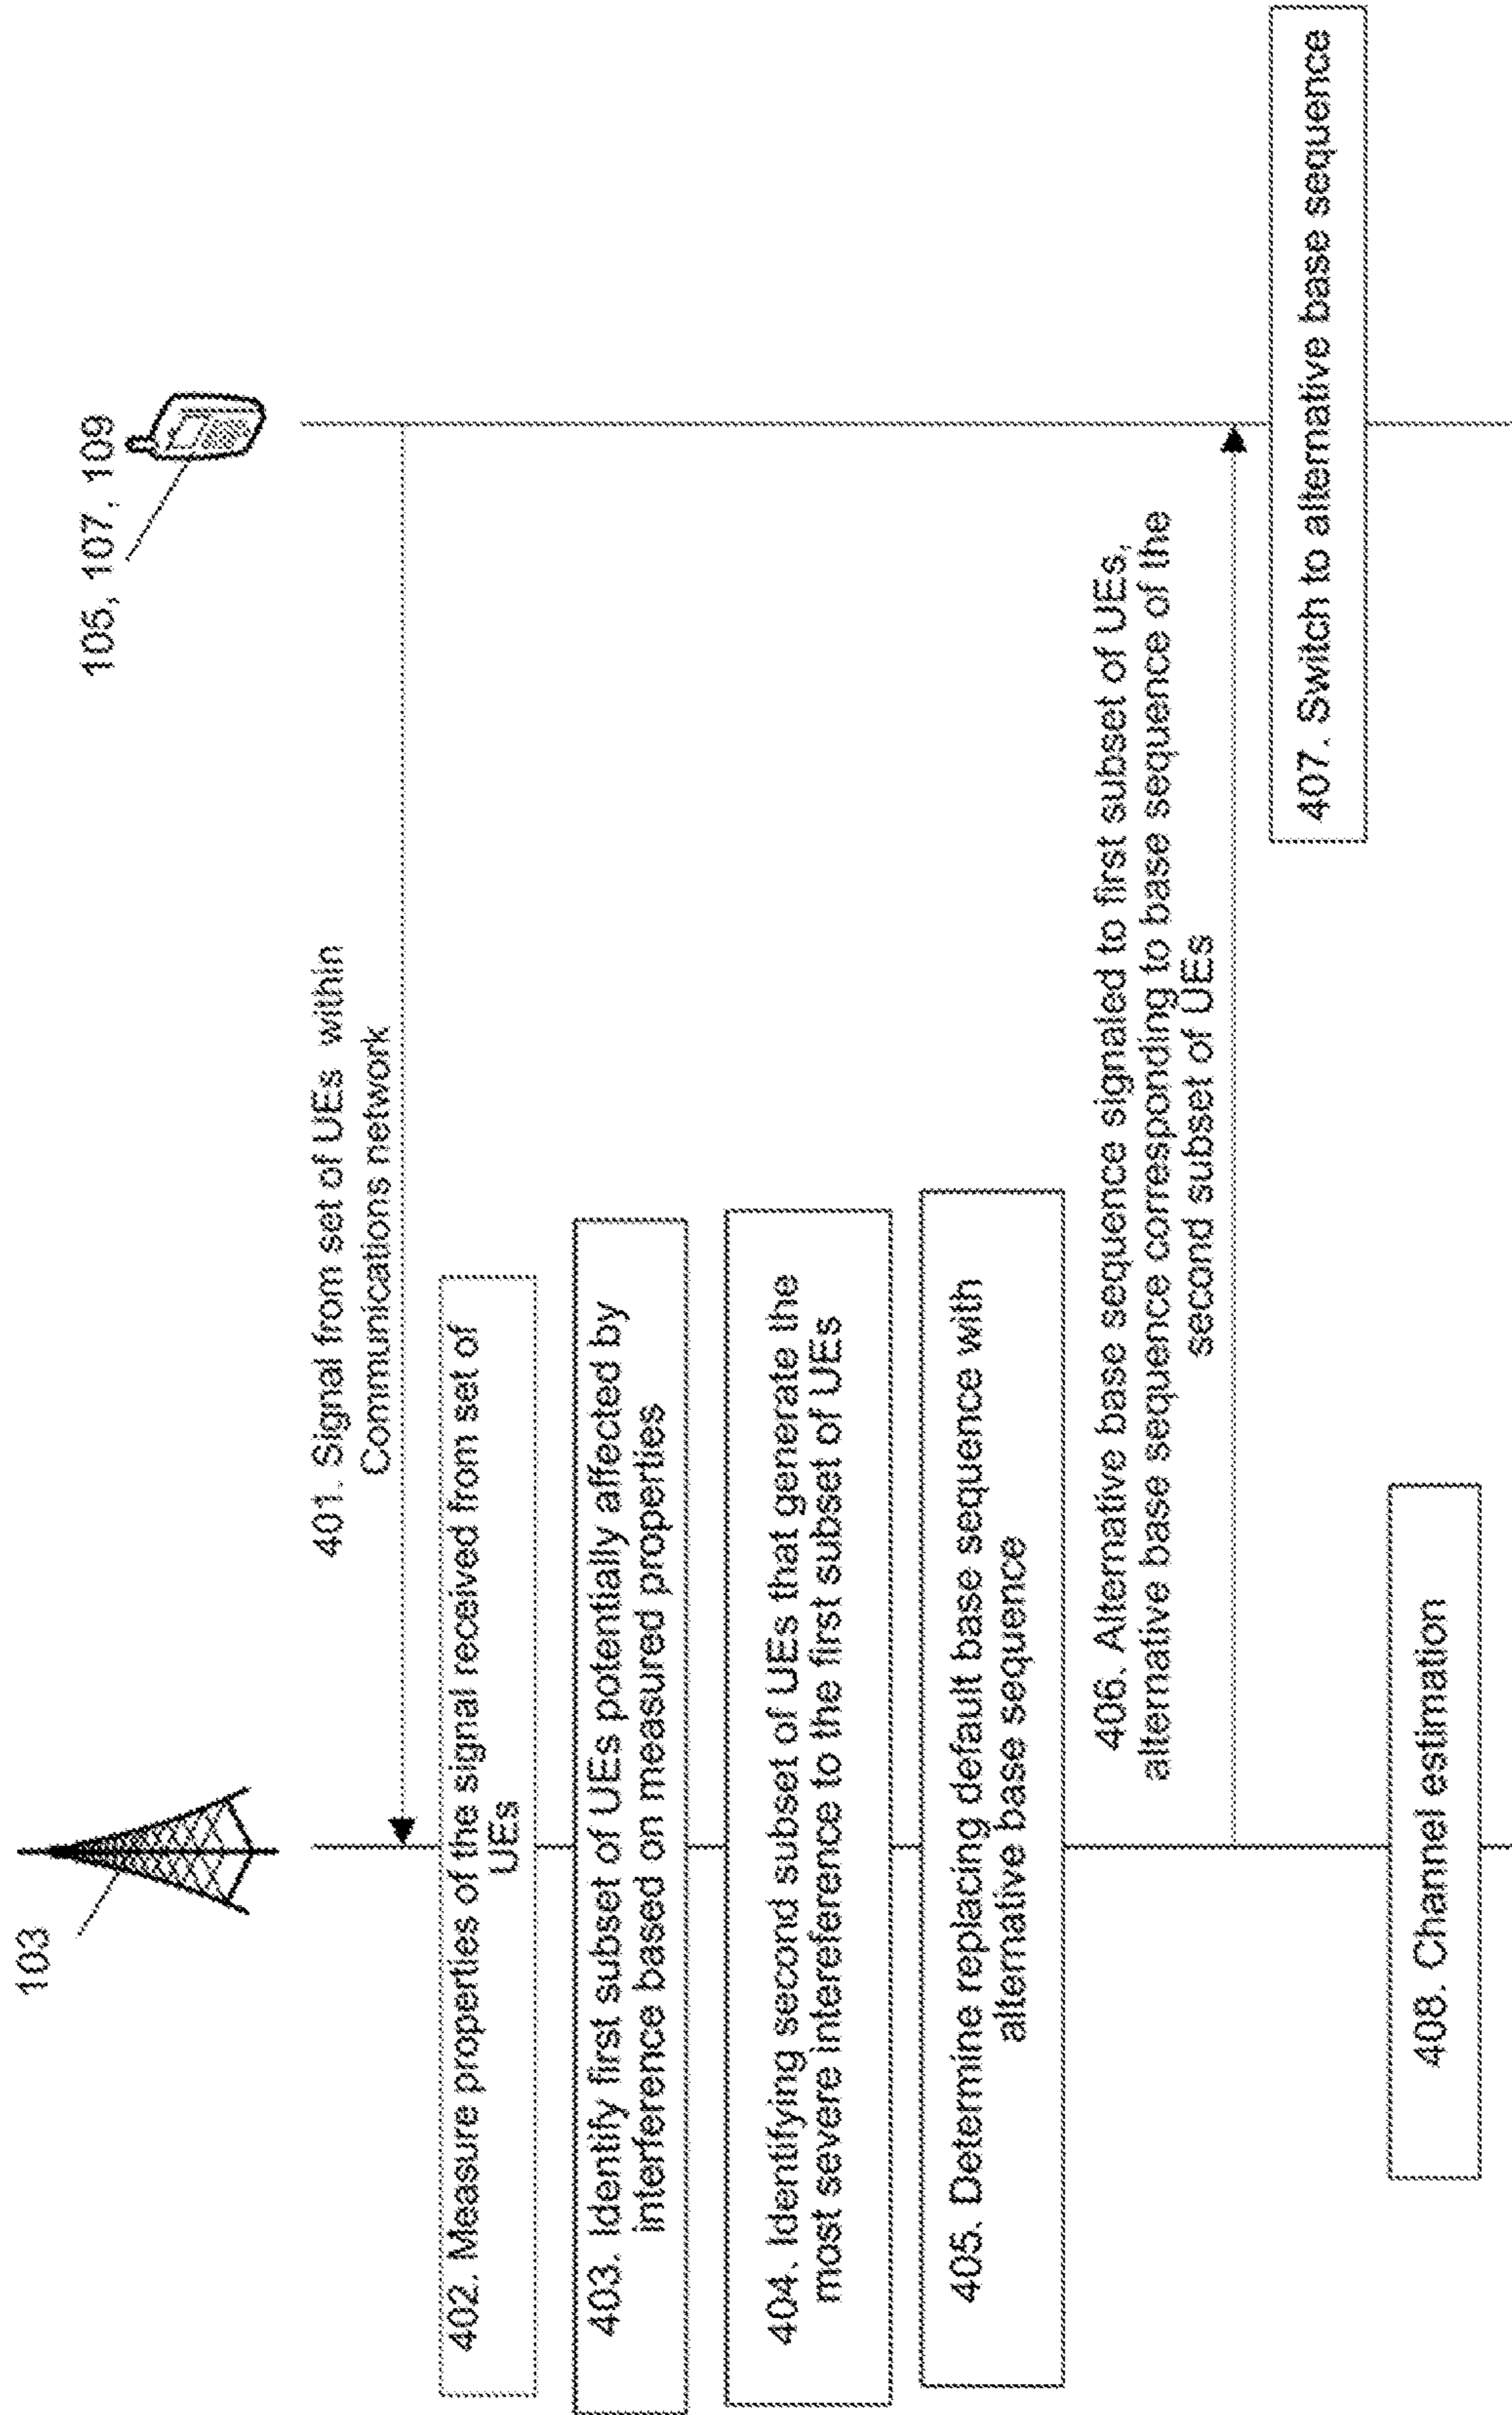 103
105, 107, 109
401. Signal from set of UEs within
Communications network
402. Measure properties of the signal received from set of
UEs
403. Identify first subset of UEs potentially affected by
interference based on measured properties
404. Identifying second subset of UEs that generate the
most severe intereference to the first subset of UEs
405. Determine replacing default base sequence with
alternative base sequence
406. Alternative base sequence signaled to first subset of UEs,
alternative base sequence corresponding to base sequence of the
second subset of UEs
407. Switch to alternative base sequence
408. Channel estimation